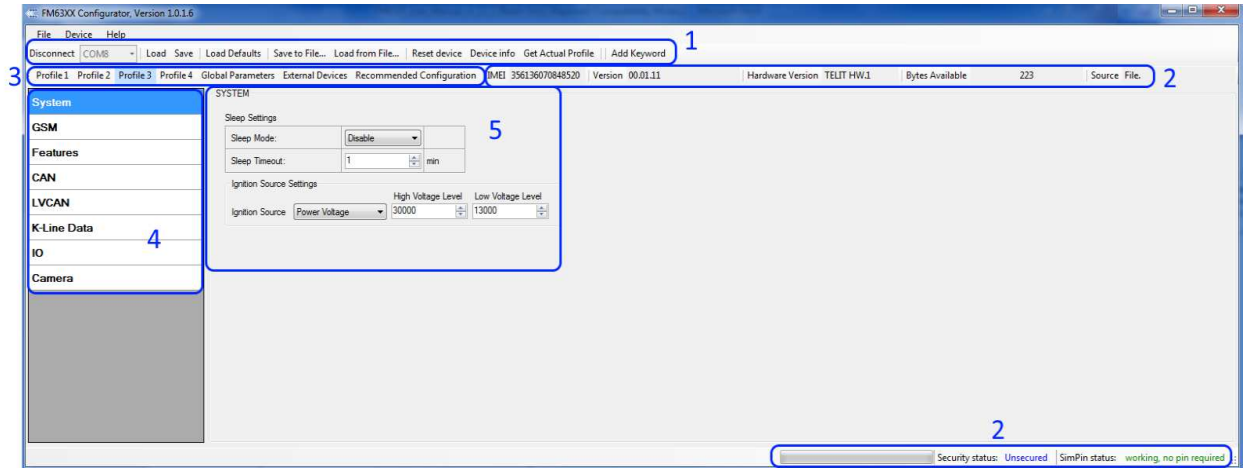 FM63XX Configurator, Version 1.0.1.6
File Device Help
Disconnect COM8 Load Save Load Defaults Save to File... Load from File... Reset device Device info Get Actual Profile Add Keyword 1
3 Profile 1 Profile 2 Profile 3 Profile 4 Global Parameters External Devices Recommended Configuration IMEI 356136070848520 Version 00.01.11 Hardware Version TELIT HW.1 Bytes Available 223 Source File. 2
System
GSM
Features
CAN
LVCAN
K-Line Data
IO
Camera
4
SYSTEM
Sleep Settings
5
Sleep Mode: Disable
Sleep Timeout: 1 min
Ignition Source Settings
High Voltage Level Low Voltage Level
Ignition Source Power Voltage 30000 13000
2
Security status: Unsecured SimPin status: working, no pin required